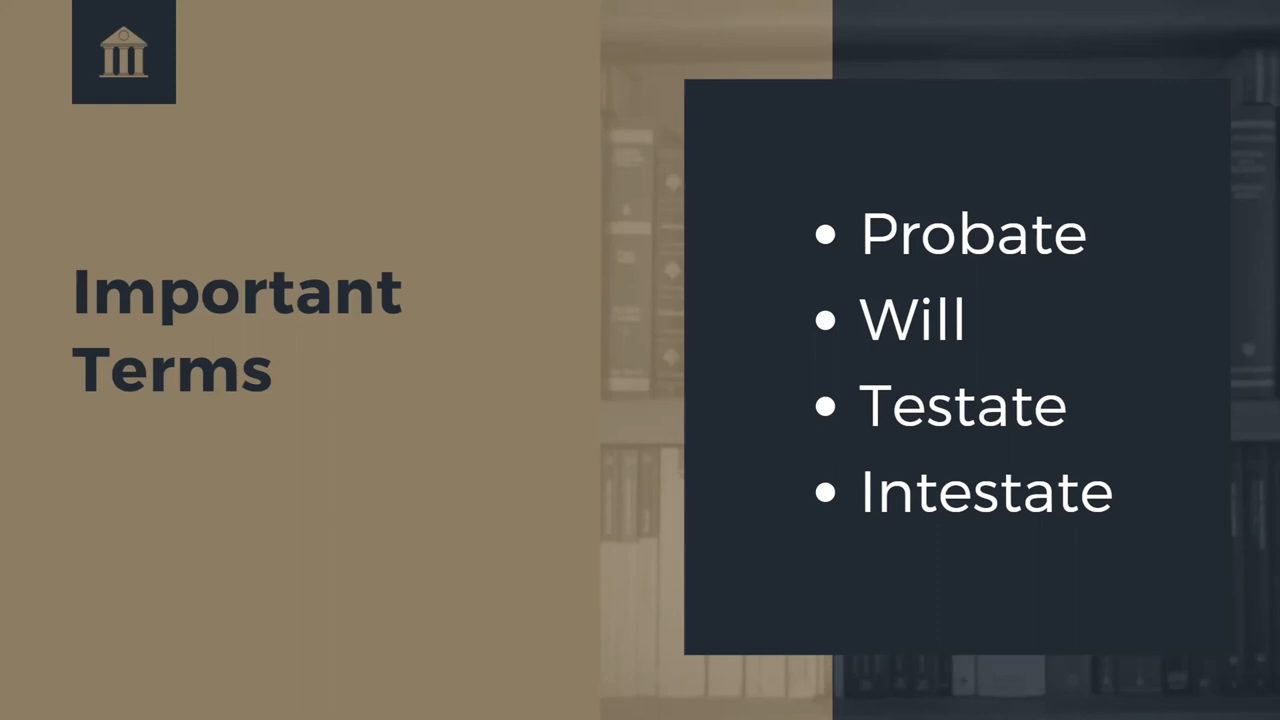 Important
Terms
• Probate
• Will
• Testate
• Intestate